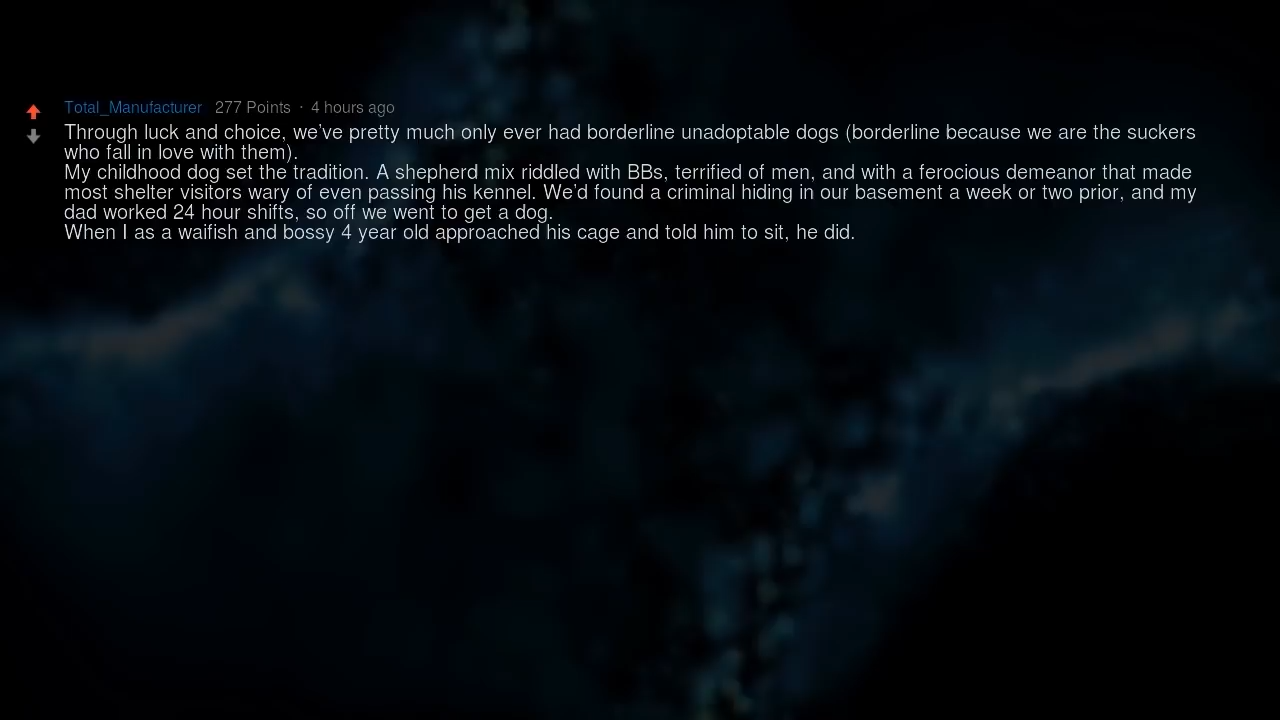 Total_Manufacturer 277 Points · 4 hours ago
Through luck and choice, we've pretty much only ever had borderline unadoptable dogs (borderline because we are the suckers
who fall in love with them).
My childhood dog set the tradition. A shepherd mix riddled with BBs, terrified of men, and with a ferocious demeanor that made
most shelter visitors wary of even passing his kennel. We'd found a criminal hiding in our basement a week or two prior, and my
dad worked 24 hour shifts, so off we went to get a dog.
When I as a waifish and bossy 4 year old approached his cage and told him to sit, he did.